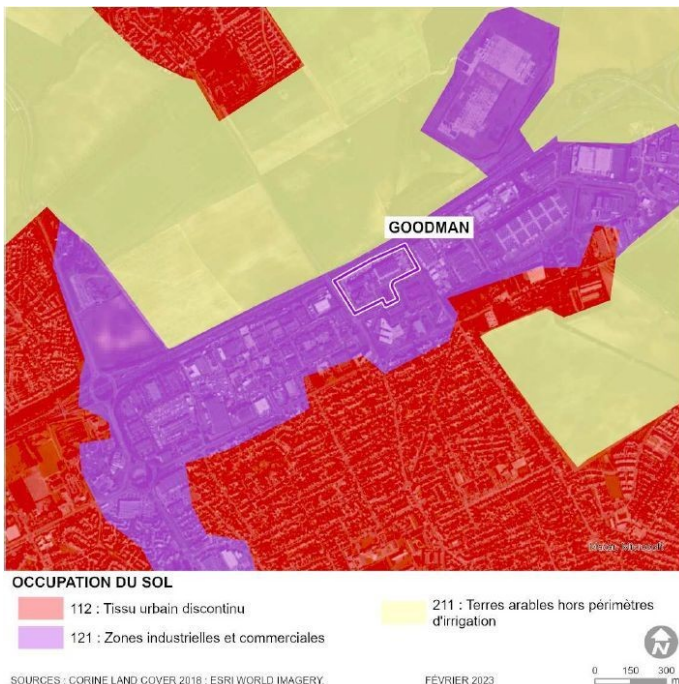 GOODMAN
OCCUPATION DU SOL
112 : Tissu urbain discontinu
121 : Zones industrielles et commerciales
211 : Terres arables hors périmètres
d'irrigation
N
0 150 300
m
SOURCES : CORINE LAND COVER 2018 ; ESRI WORLD IMAGERY.
FÉVRIER 2023